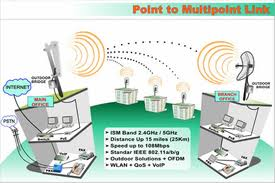 Point to Multipoint Link
OUTDOOR BRIDGE
INTERNET
MAIN OFFICE
PSTN
FAX
OUTDOOR BRIDGE
BRANCH OFFICE
FAX
• ISM Band 2.4GHz / 5GHz
• Distance Up 15 miles (25Km)
• Speed up to 108Mbps
• Standar IEEE 802.11a/b/g
• Outdoor Solutions + OFDM
• WLAN + QoS + VoIP